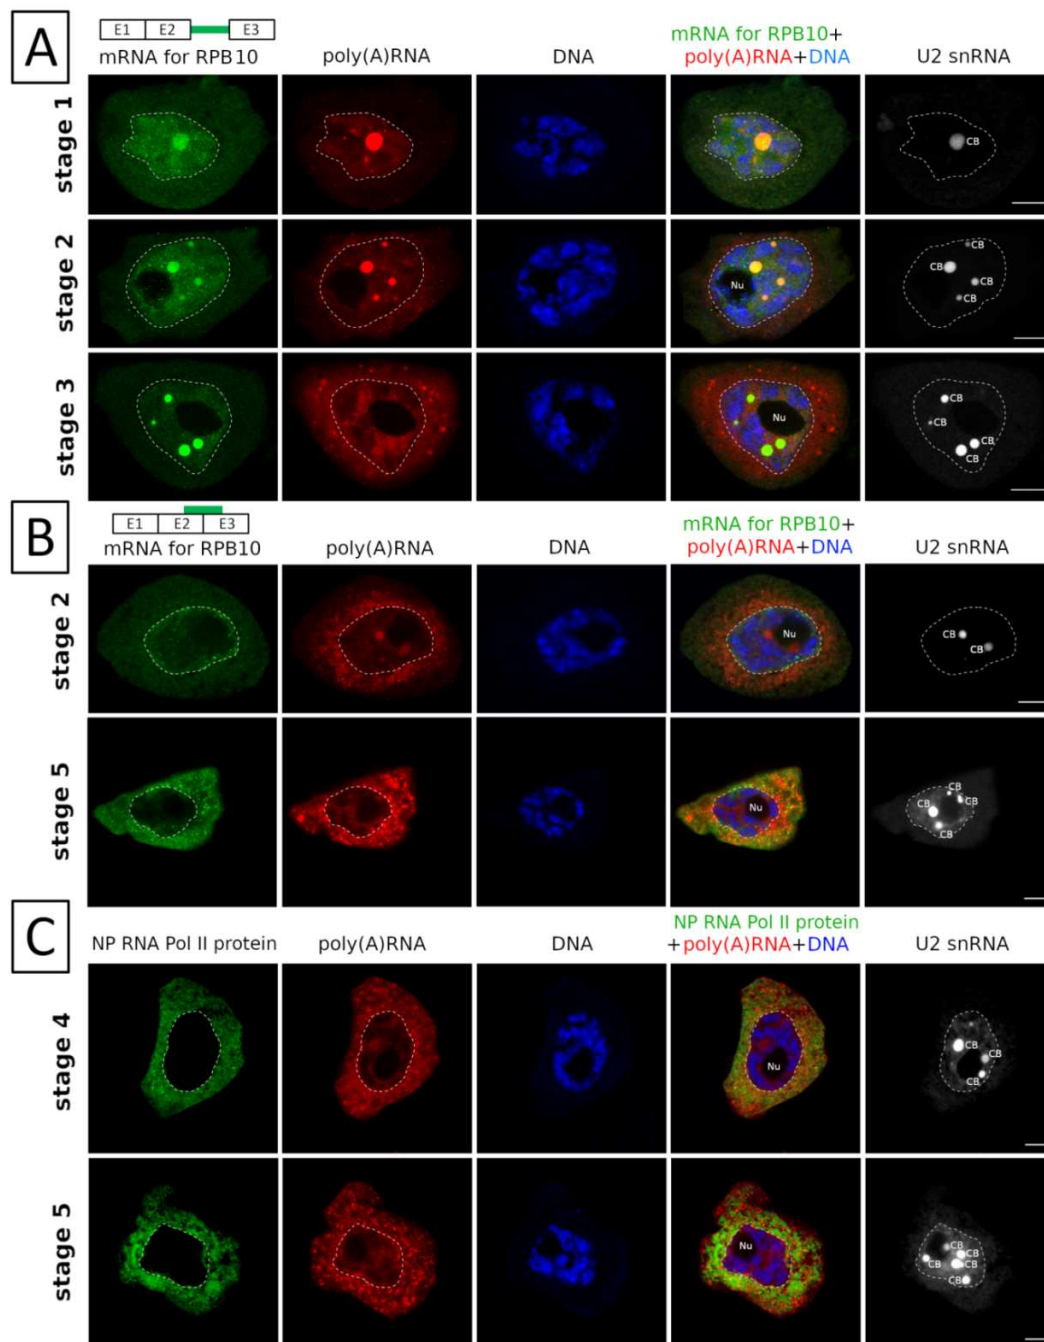 A
E1 E2 E3
mRNA for RPB10
poly(A)RNA
DNA
mRNA for RPB10+
poly(A)RNA+DNA
U2 snRNA
stage 1
CB
stage 2
Nu
CB
CB
CB
CB
stage 3
Nu
CB
CB
CB
CB
B
E1 E2 E3
mRNA for RPB10
poly(A)RNA
DNA
mRNA for RPB10+
poly(A)RNA+DNA
U2 snRNA
stage 2
Nu
CB
CB
stage 5
Nu
CB
CB
CB
CB
C
NP RNA Pol II protein
poly(A)RNA
DNA
NP RNA Pol II protein
+poly(A)RNA+DNA
U2 snRNA
stage 4
Nu
CB
CB
CB
stage 5
Nu
CB
CB
CB
CB
CB